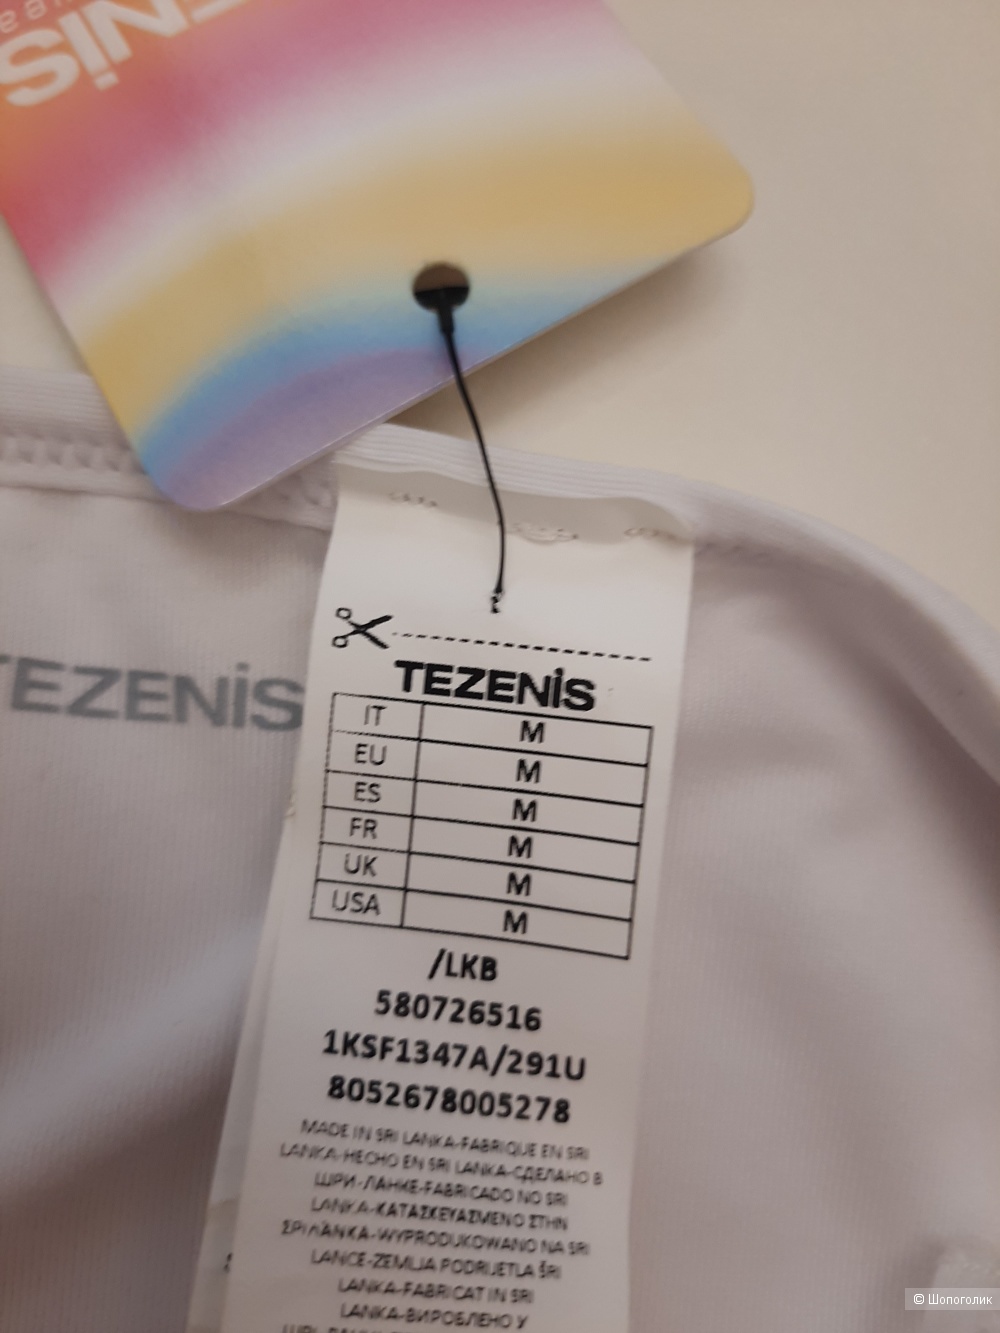 TEZENIS
TEZENIS
TEZENIS
IT M
EU M
ES M
FR M
UK M
USA M
/LKB
580726516
1KSF1347A/291U
8052678005278
MADE IN SRI LANKA-FABRIQUE EN SRI
LANKA-HECHO EN SRI LANKA-СДЕЛАНО В
ШРИ-ЛАНКЕ-FABRICADO NO SRI
LANKA-ΚΑΤΑΣΚΕΥΑΣΜΕΝΟ ΣΤΗΝ
ΣΡΙ ΛΑΝΚΑ-WYPRODUKOWANO NA SRI
LANCE-ZEMLJA PODRIJETLA ŠRI
LANKA-FABRICAT IN SRI
LANKA-ВИРОБЛЕНО У
© Шопоголик